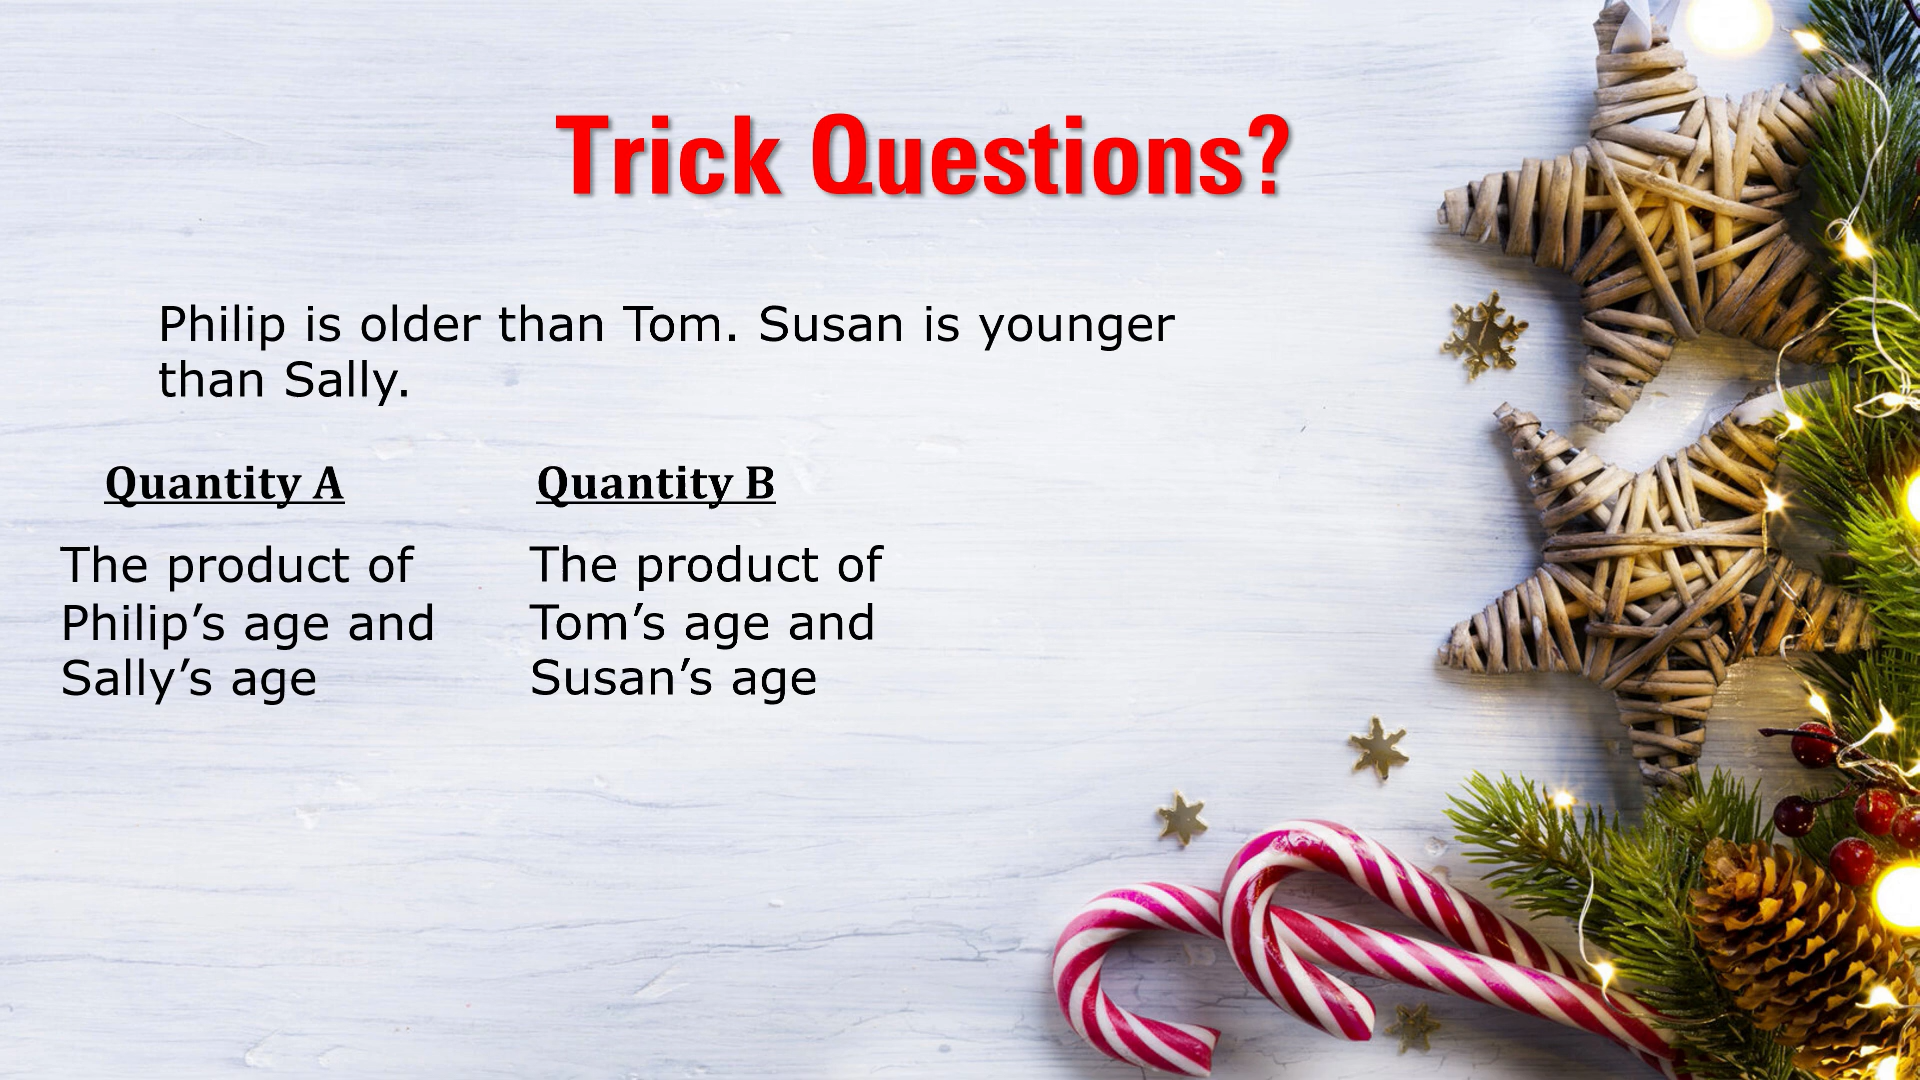 Trick Questions?
Philip is older than Tom. Susan is younger
than Sally.
Quantity A
The product of
Philip’s age and
Sally’s age
Quantity B
The product of
Tom’s age and
Susan’s age